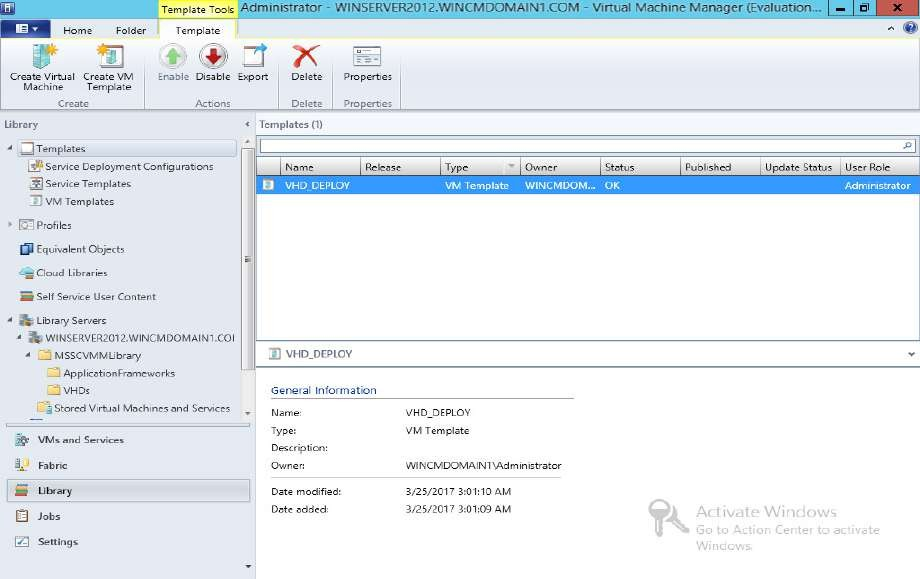 Template Tools
Administrator - WINSERVER2012.WINCMDOMAIN1.COM - Virtual Machine Manager (Evaluation...
Home Folder Template
Create Virtual Machine
Create VM Template
Enable Disable Export
Delete
Properties
Create
Actions
Delete
Properties
Library
Templates
Service Deployment Configurations
Service Templates
VM Templates
Profiles
Equivalent Objects
Cloud Libraries
Self Service User Content
Library Servers
WINSERVER2012.WINCMDOMAIN1.COI
MSSCVMMLibrary
ApplicationFrameworks
VHDs
Stored Virtual Machines and Services
VMs and Services
Fabric
Library
Jobs
Settings
Templates (1)
Name Release Type Owner Status Published Update Status User Role
VHD_DEPLOY VM Template WINCMDOM... OK Administrator
VHD_DEPLOY
General Information
Name: VHD_DEPLOY
Type: VM Template
Description:
Owner: WINCMDOMAIN1\Administrator
Date modified: 3/25/2017 3:01:10 AM
Date added: 3/25/2017 3:01:09 AM
Activate Windows
Go to Action Center to activate
Windows.